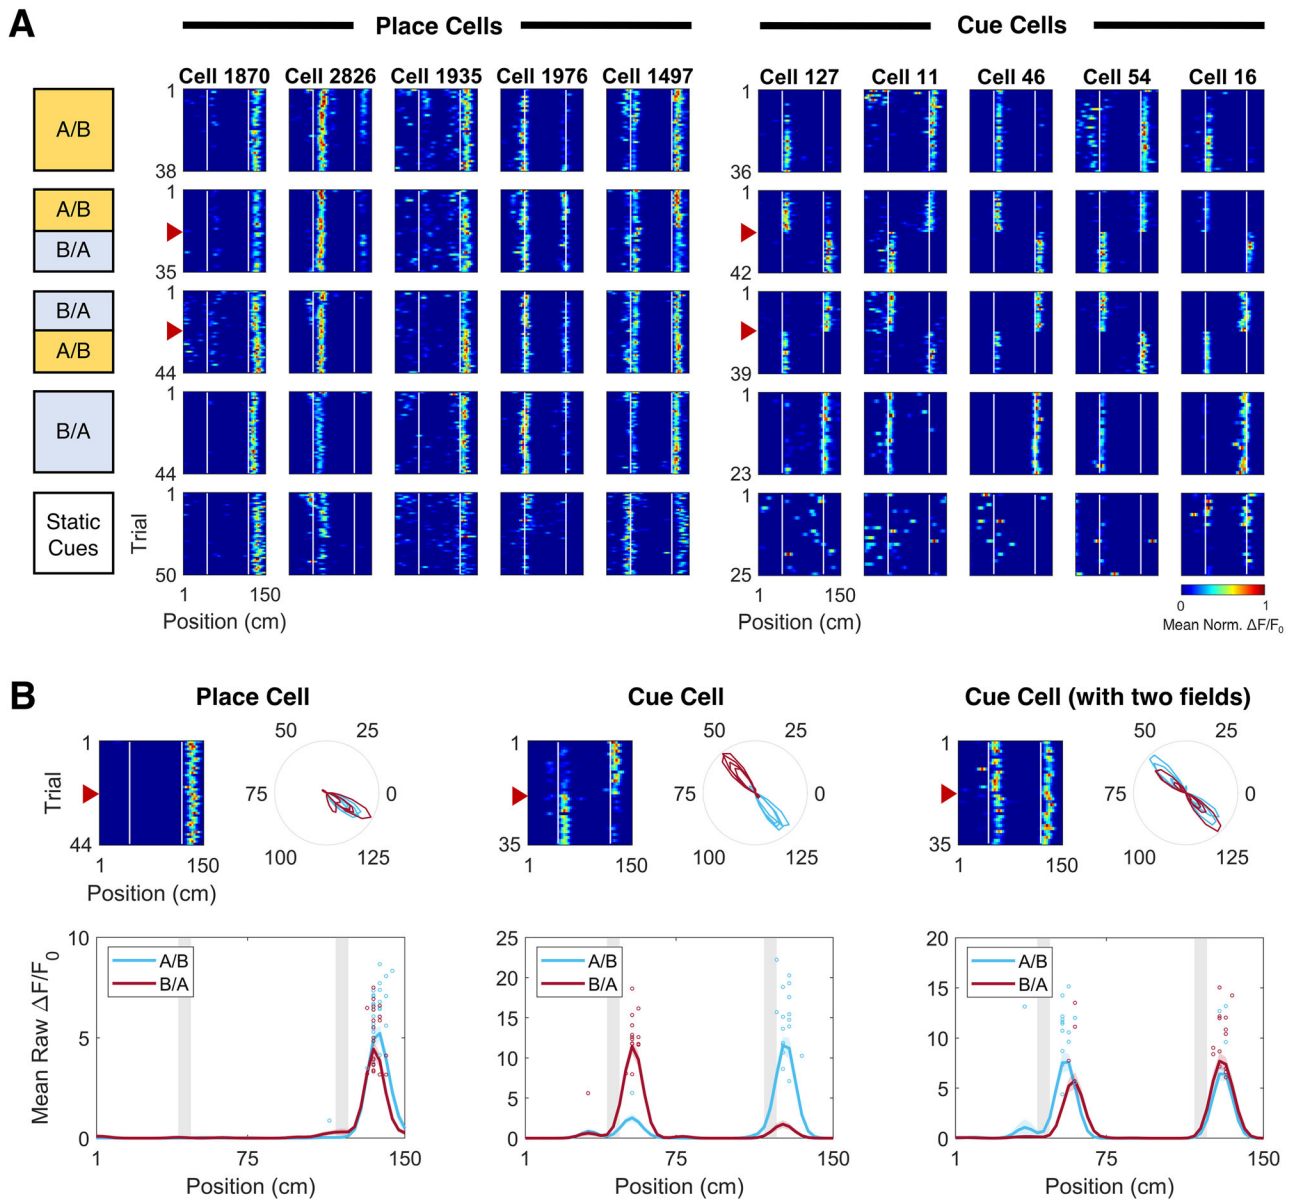 A
Place Cells
Cue Cells
Cell 1870 Cell 2826 Cell 1935 Cell 1976 Cell 1497
Cell 127 Cell 11 Cell 46 Cell 54 Cell 16
A/B
1
38
1
36
A/B
B/A
1
35
1
42
B/A
A/B
1
44
1
39
B/A
1
44
1
23
Static
Cues
Trial
1
50
1
25
1 150
Position (cm)
1 150
Position (cm)
0 1
Mean Norm. ΔF/F₀
B
Place Cell
Cue Cell
Cue Cell (with two fields)
Trial
1
44
1 150
Position (cm)
50 25
75 0
100 125
1
35
1 150
50 25
75 0
100 125
1
35
1 150
50 25
75 0
100 125
Mean Raw ΔF/F₀
10
5
0
A/B
B/A
1 75 150
Position (cm)
25
20
15
10
5
0
A/B
B/A
1 75 150
Position (cm)
20
15
10
5
0
A/B
B/A
1 75 150
Position (cm)